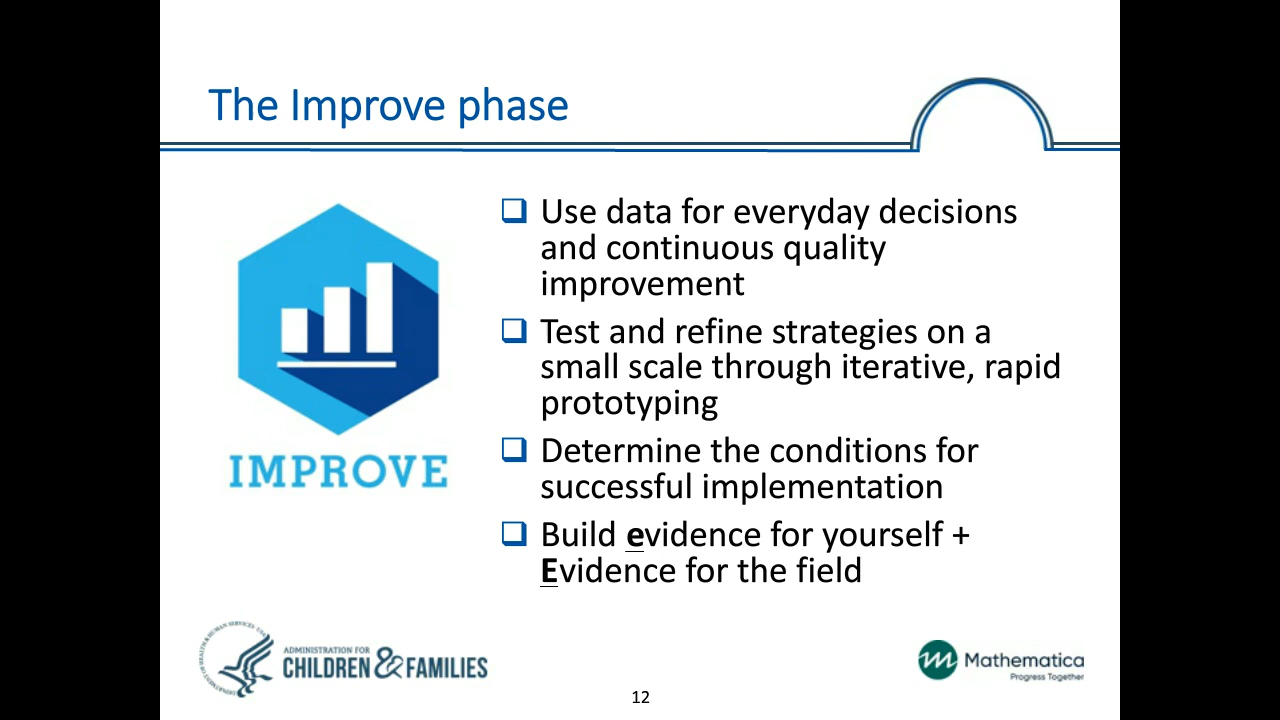 The Improve phase
❑ Use data for everyday decisions
and continuous quality
improvement
❑ Test and refine strategies on a
small scale through iterative, rapid
prototyping
❑ Determine the conditions for
successful implementation
❑ Build evidence for yourself +
Evidence for the field
IMPROVE
ADMINISTRATION FOR
CHILDREN & FAMILIES
Mathematica
Progress Together
12